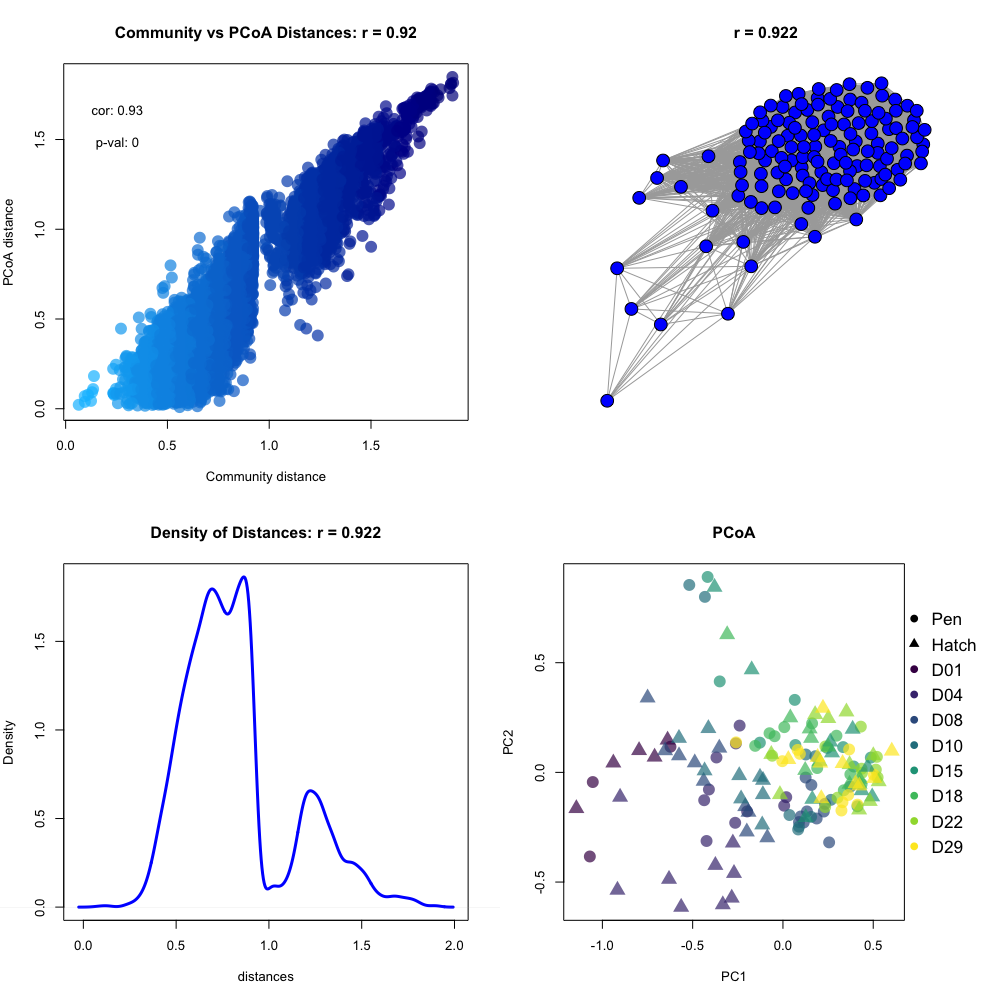 Community vs PCoA Distances: r = 0.92
cor: 0.93
p-val: 0
PCoA distance
0.0
0.5
1.0
1.5
0.0 0.5 1.0 1.5
Community distance
r = 0.922
Density of Distances: r = 0.922
Density
0.0
0.5
1.0
1.5
0.0 0.5 1.0 1.5 2.0
distances
PCoA
PC2
0.5
0.0
-0.5
-1.0 -0.5 0.0 0.5
PC1
Pen
Hatch
D01
D04
D08
D10
D15
D18
D22
D29